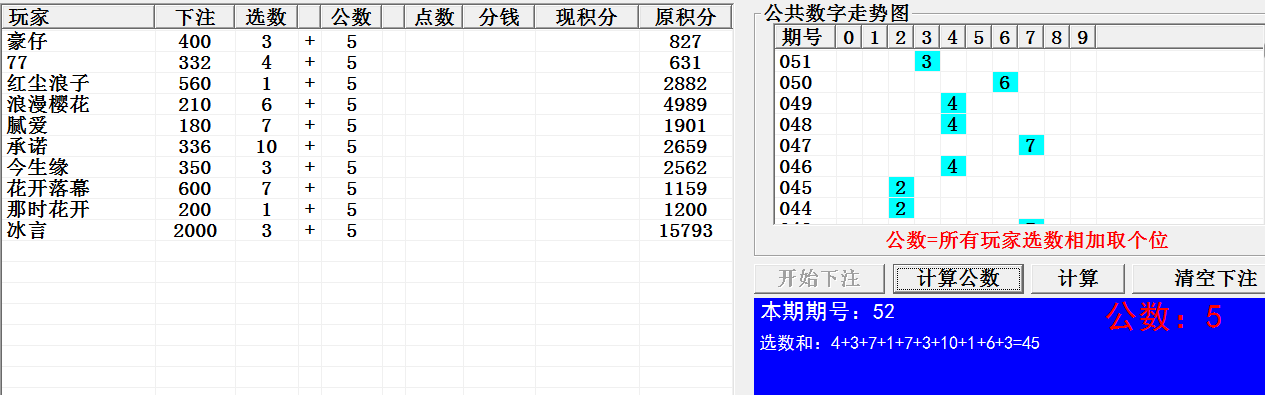 玩家 下注 选数 公数 点数 分钱 现积分 原积分
豪仔 400 3 + 5 827
77 332 4 + 5 631
红尘浪子 560 1 + 5 2882
浪漫樱花 210 6 + 5 4989
腻爱 180 7 + 5 1901
承诺 336 10 + 5 2659
今生缘 350 3 + 5 2562
花开落幕 600 7 + 5 1159
那时花开 200 1 + 5 1200
冰言 2000 3 + 5 15793
公共数字走势图
期号 0 1 2 3 4 5 6 7 8 9
051 3
050 6
049 4
048 4
047 7
046 4
045 2
044 2
公数=所有玩家选数相加取个位
开始下注 计算公数 计算 清空下注
本期期号：52 公数：5
选数和：4+3+7+1+7+3+10+1+6+3=45